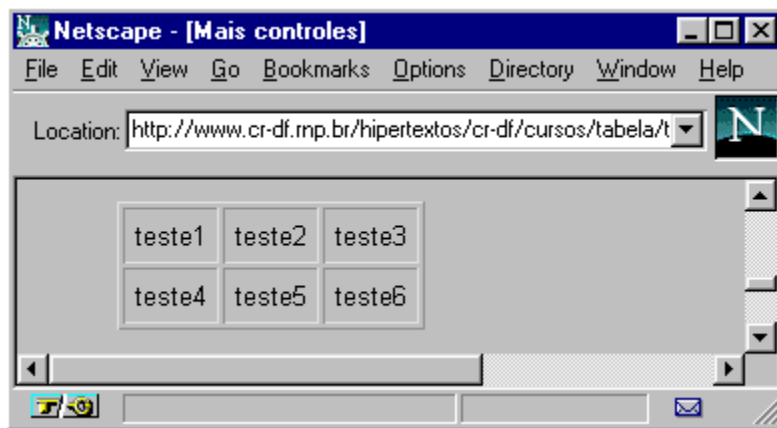 Netscape - [Mais controles]
File Edit View Go Bookmarks Options Directory Window Help
Location: http://www.cr-df.rnp.br/hipertextos/cr-df/cursos/tabela/t
N
teste1 teste2 teste3
teste4 teste5 teste6